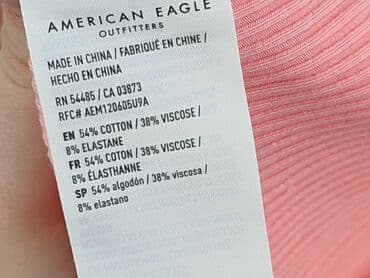 AMERICAN EAGLE
OUTFITTERS
MADE IN CHINA / FABRIQUÉ EN CHINE /
HECHO EN CHINA
RN 54485 / CA 03873
RFC# AEM120605U9A
EN 54% COTTON / 38% VISCOSE /
8% ELASTANE
FR 54% COTON / 38% VISCOSE /
8% ÉLASTHANNE
SP 54% algodón / 38% viscosa /
8% elastano